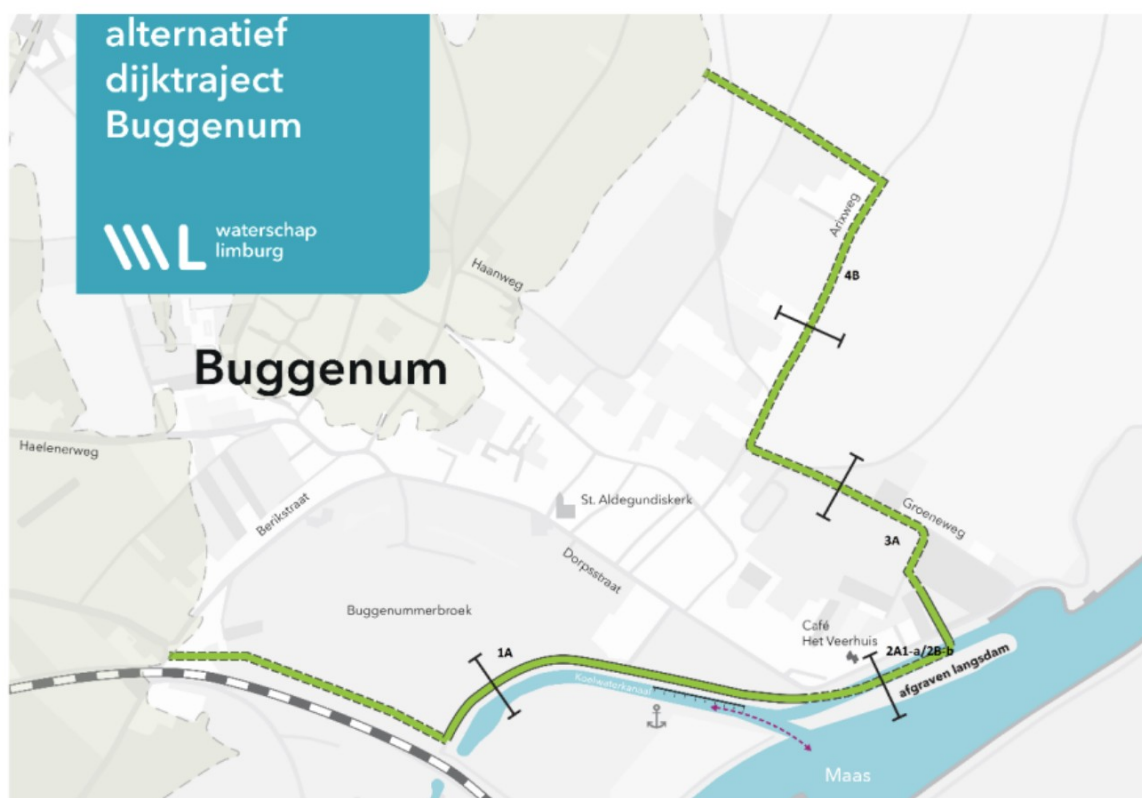 alternatief
dijktraject
Buggenum
waterschap
limburg
Haanweg
Arixweg
4B
Buggenum
Haelenerweg
Berikstraat
St. Aldegundiskerk
Groeneweg
3A
Dorpsstraat
Buggenummerbroek
Café
Het Veerhuis
1A
2A1-a/2B-b
Koelwaterkanaal
afgraven langsdam
Maas